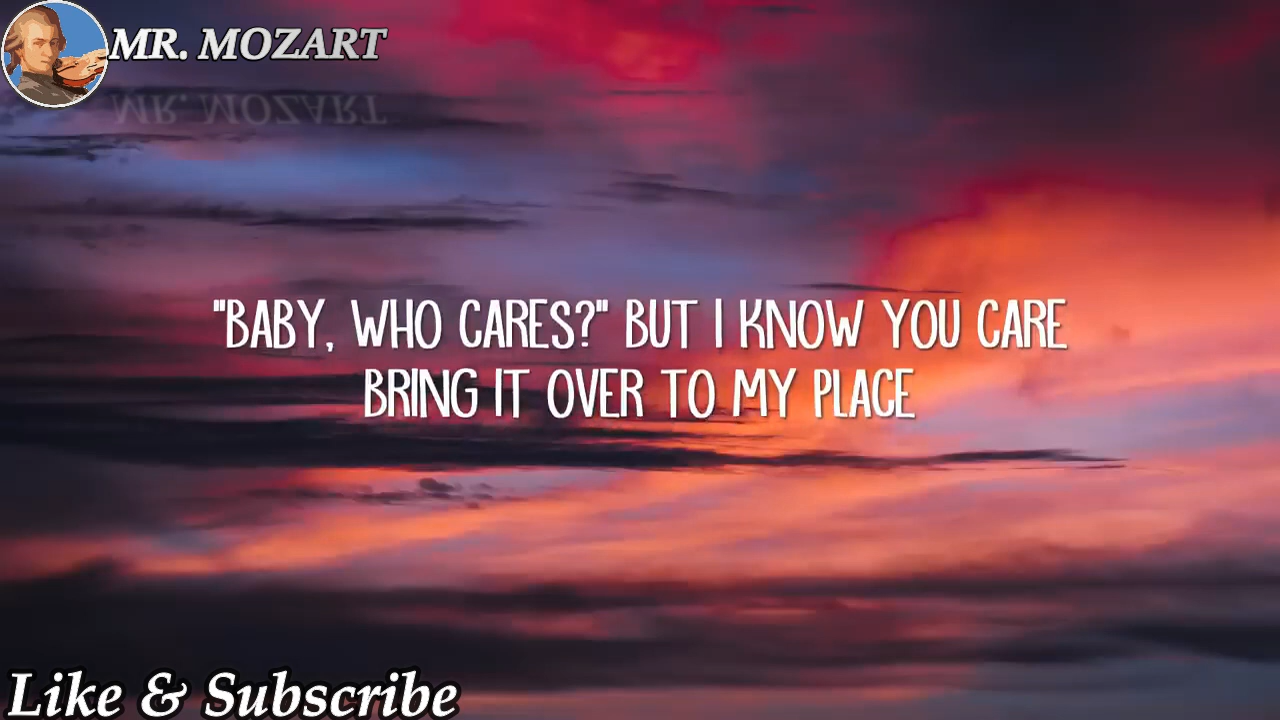 MR. MOZART
"BABY, WHO CARES?" BUT I KNOW YOU CARE
BRING IT OVER TO MY PLACE
Like & Subscribe